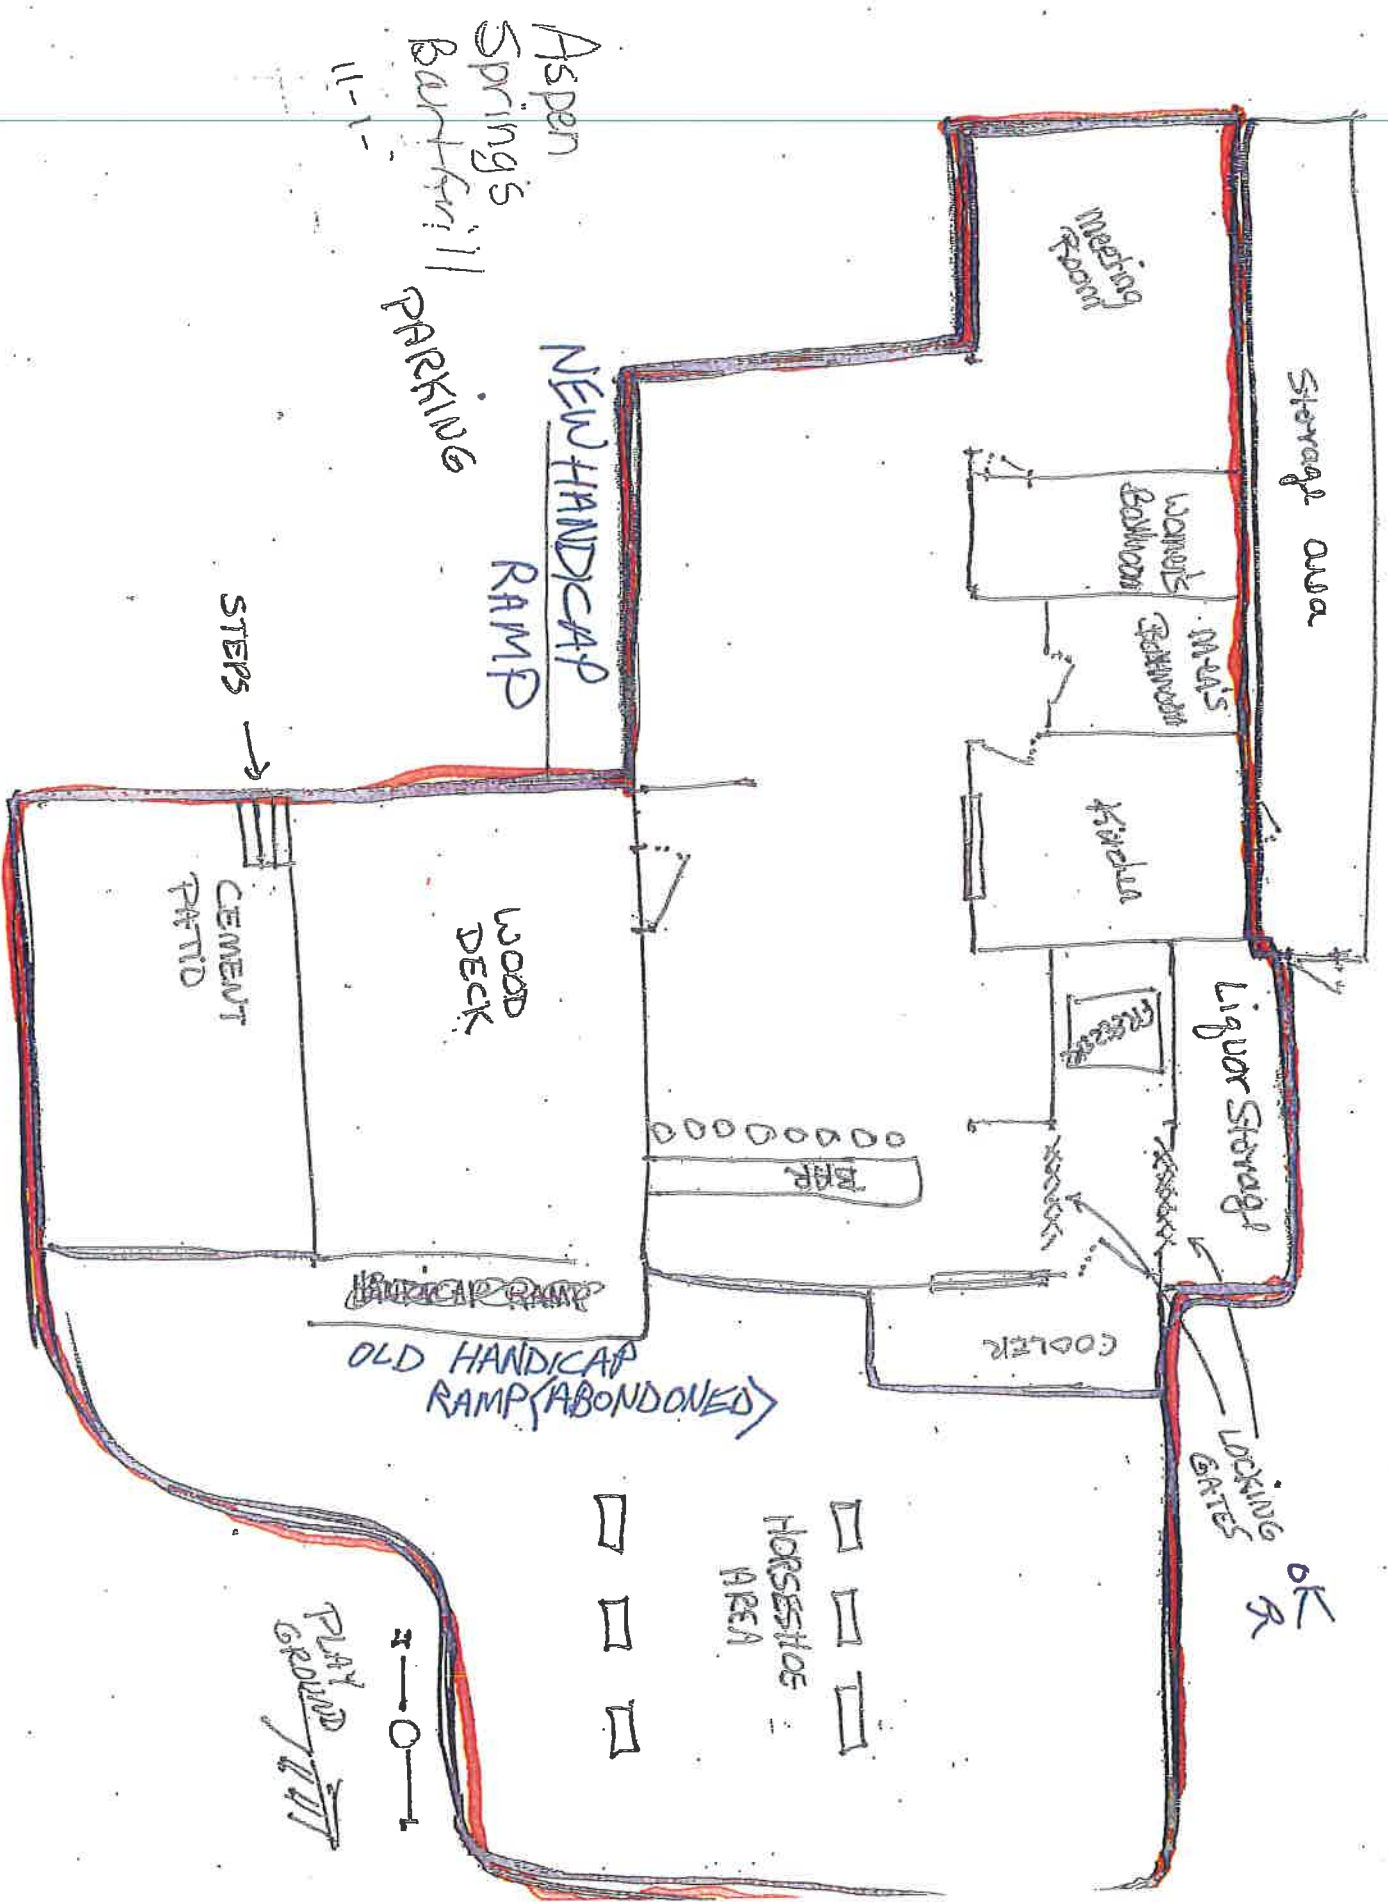 Aspen
Springs
Bar+Grill
11-1-
PARKING
NEW HANDICAP
RAMP
STEPS →
meeting
Room
Storage area
Women's
Bathroom
Men's
Bathroom
Kitchen
Liquor Storage
FREEZER
BAR
COOLER
WOOD
DECK
CEMENT
PATIO
HANDICAP RAMP
OLD HANDICAP
RAMP (ABONDONED)
LOCKING
GATES
OK
HORSESHOE
AREA
PLAY
GROUND